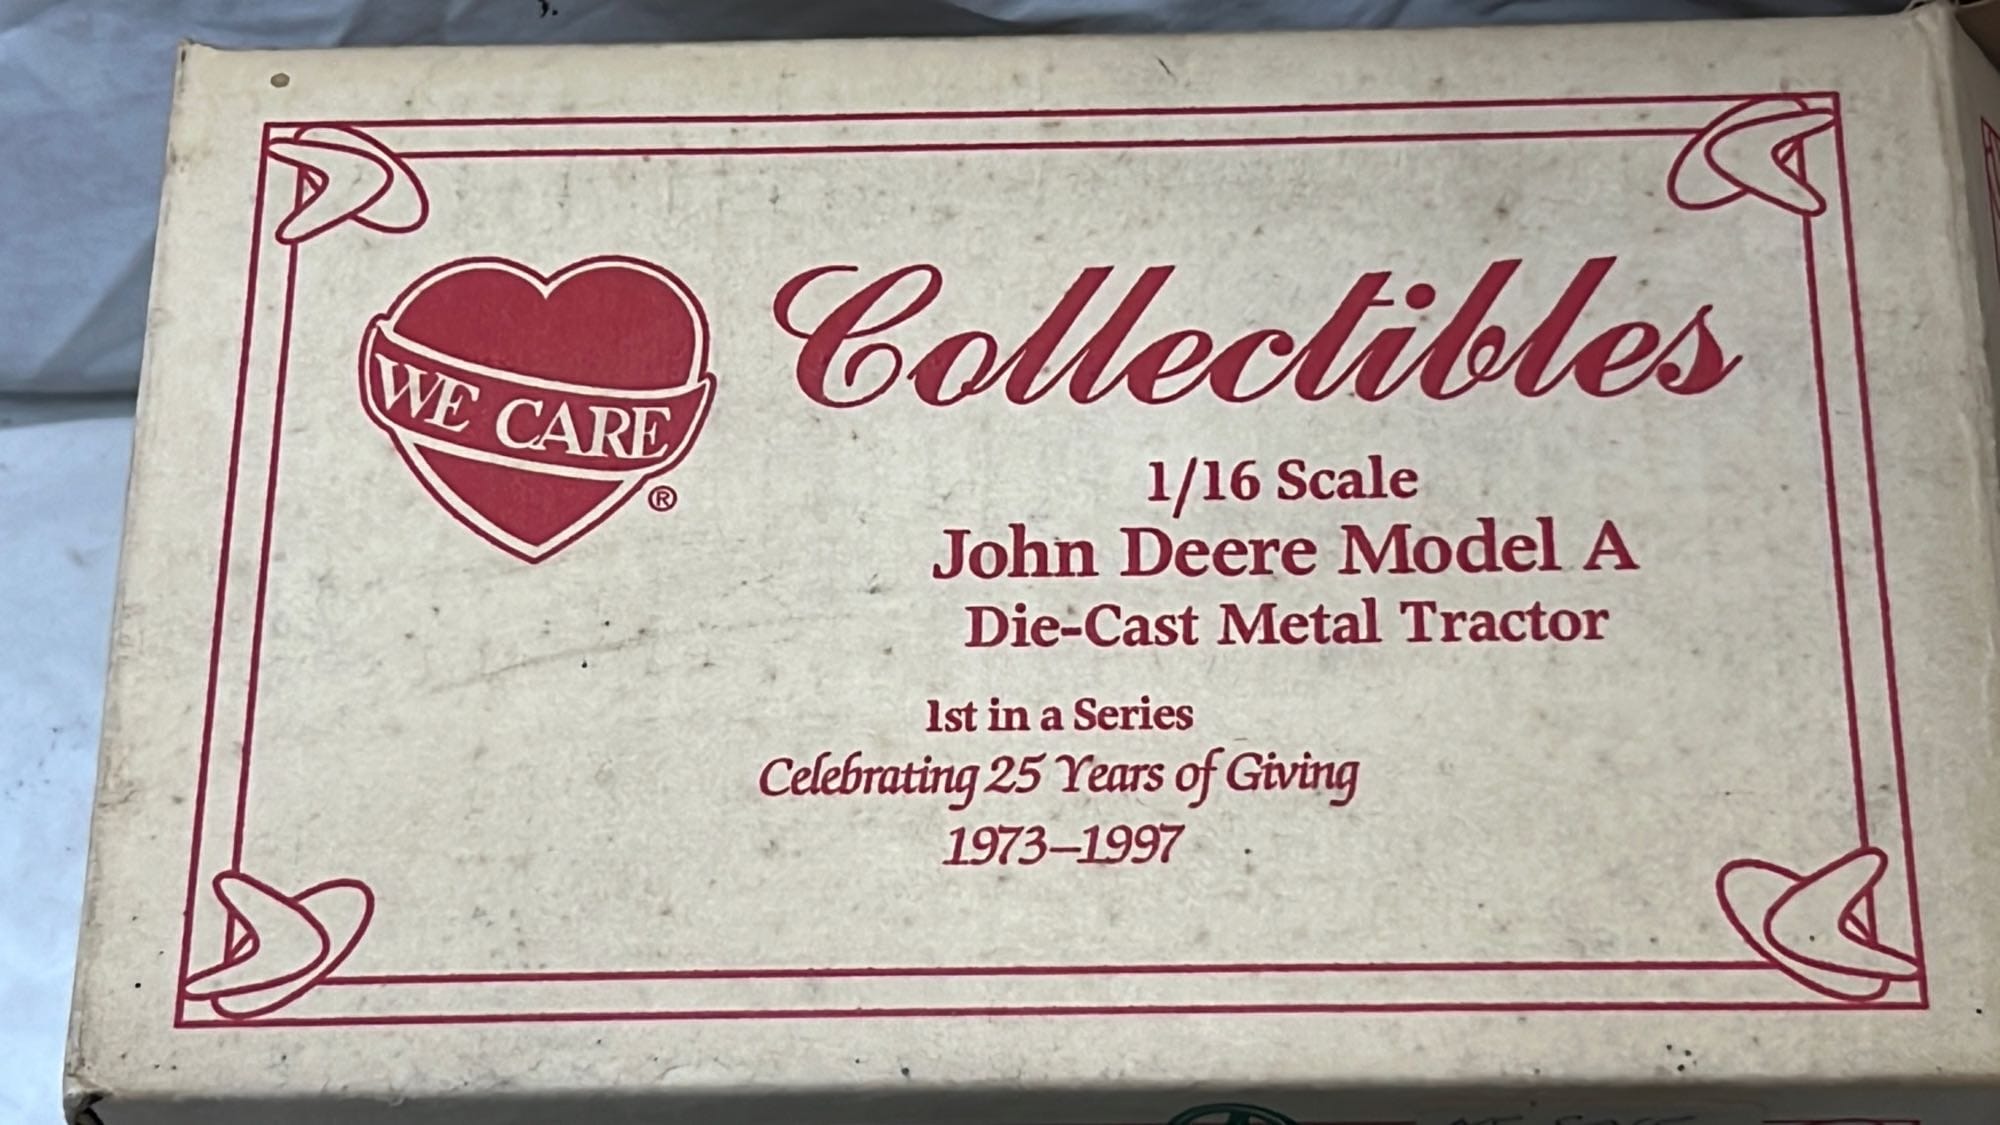 WE CARE
®
Collectibles
1/16 Scale
John Deere Model A
Die-Cast Metal Tractor
1st in a Series
Celebrating 25 Years of Giving
1973–1997